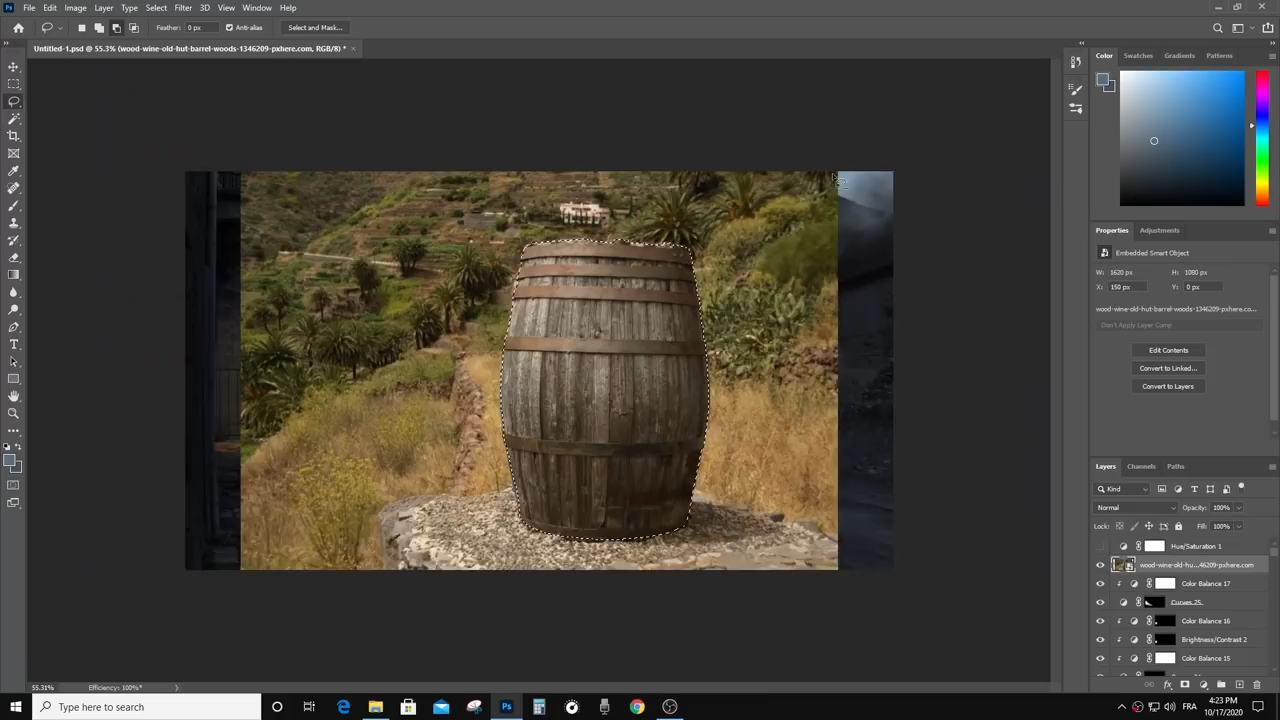 File Edit Image Layer Type Select Filter 3D View Window Help
Feather: 0 px Anti-alias Select and Mask...
Untitled-1.psd @ 55.3% (wood-wine-old-hut-barrel-woods-1346209-pxhere.com, RGB/8) *
Color Swatches Gradients Patterns
Properties Adjustments
Embedded Smart Object
W: 1620 px H: 1080 px
X: 150 px Y: 0 px
wood-wine-old-hut-barrel-woods-1346209-pxhere.co...
Don't Apply Layer Comp
Edit Contents
Convert to Linked...
Convert to Layers
Layers Channels Paths
Kind
Normal Opacity: 100%
Lock: Fill: 100%
Hue/Saturation 1
wood-wine-old-hu...46209-pxhere.com
Color Balance 17
Curves 25
Color Balance 16
Brightness/Contrast 2
Color Balance 15
55.31% Efficiency: 100%*
Type here to search
Ps
FRA
4:23 PM
10/17/2020